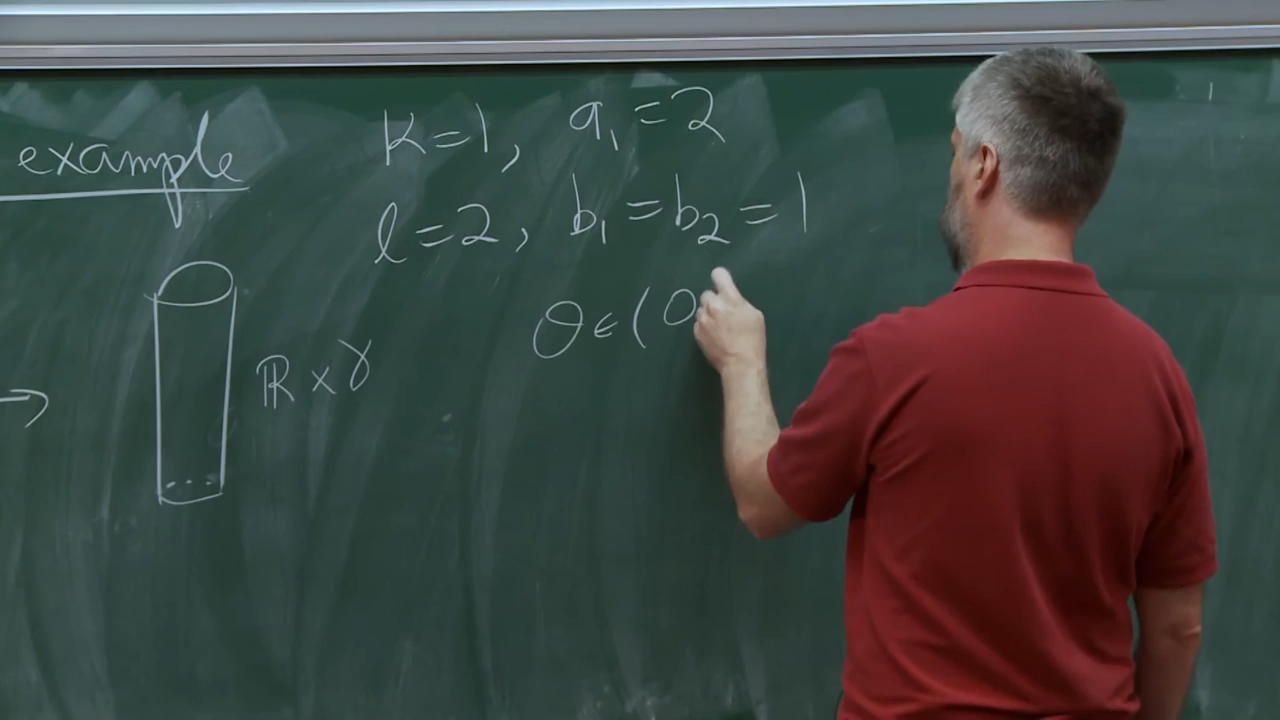 example
k=1, a₁=2
l=2, b₁=b₂=1
θ∈(0
ℝ×γ